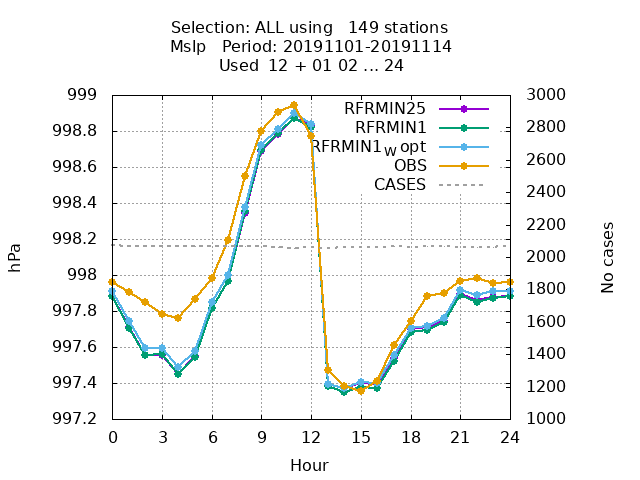 Selection: ALL using   149 stations
Mslp   Period: 20191101-20191114
Used  12 + 01 02 ... 24
hPa
999
998.8
998.6
998.4
998.2
998
997.8
997.6
997.4
997.2
RFRMIN25
RFRMIN1
RFRMIN1_W opt
OBS
CASES
3000
2800
2600
2400
2200
2000
1800
1600
1400
1200
1000
No cases
0 3 6 9 12 15 18 21 24
Hour